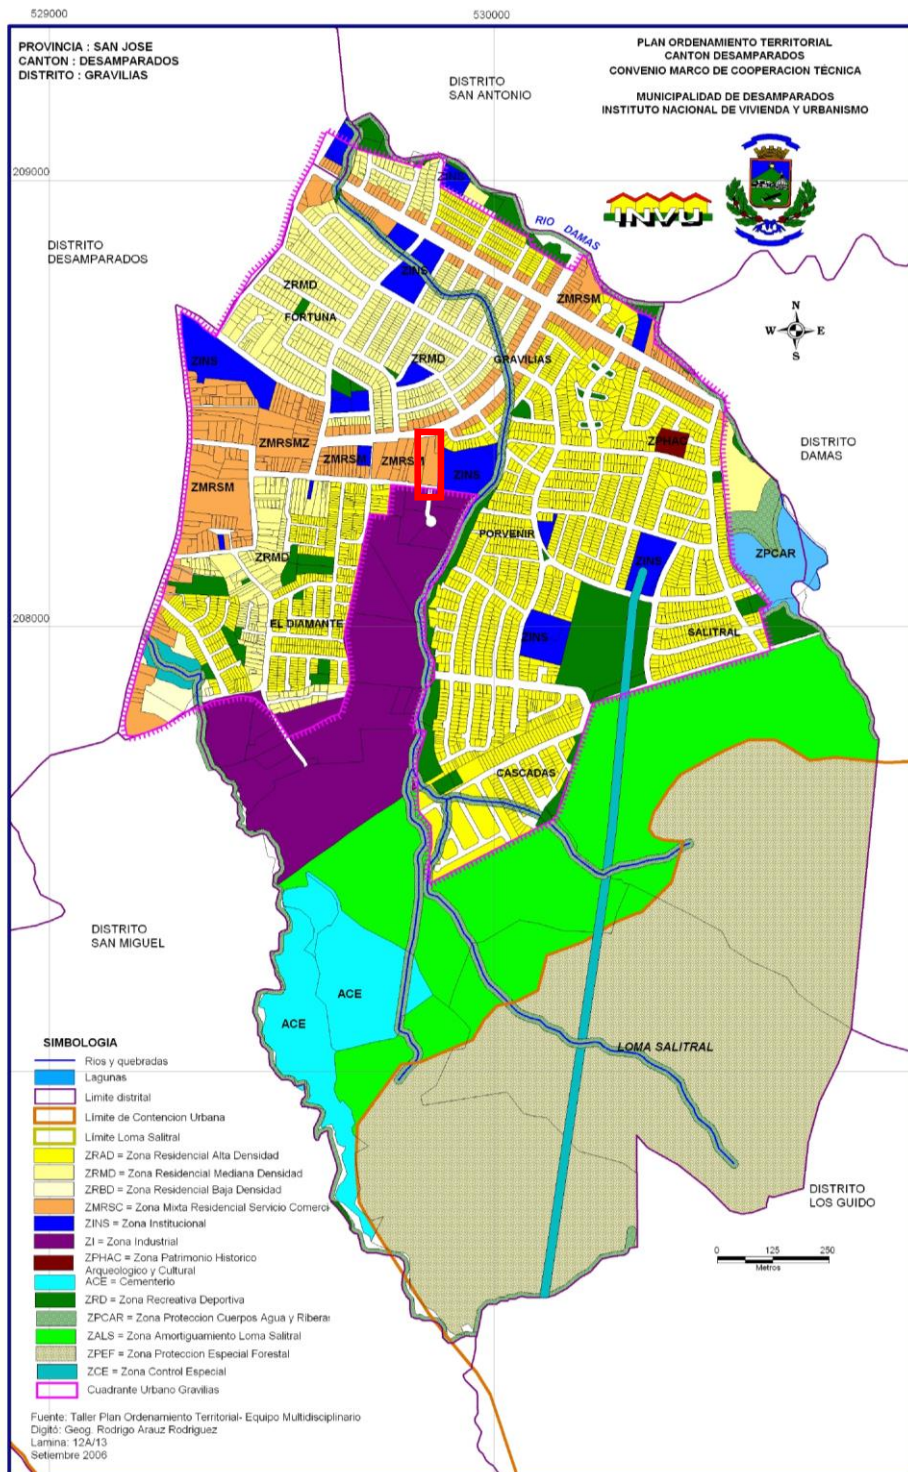 529000
530000
PROVINCIA : SAN JOSE
CANTON : DESAMPARADOS
DISTRITO : GRAVILIAS
PLAN ORDENAMIENTO TERRITORIAL
CANTON DESAMPARADOS
CONVENIO MARCO DE COOPERACION TÉCNICA
MUNICIPALIDAD DE DESAMPARADOS
INSTITUTO NACIONAL DE VIVIENDA Y URBANISMO
DISTRITO
SAN ANTONIO
209000
ZINS
INVU
RIO DAMAS
DISTRITO
DESAMPARADOS
ZINS
ZRMD
FORTUNA
ZMRSM
N
W
E
S
ZINS
ZRMD
GRAVILIAS
ZMRSMZ
ZPHAC
DISTRITO
DAMAS
ZMRSM
ZMRSM
ZINS
ZMRSM
PORVENIR
ZRMD
ZPCAR
ZINS
208000
EL DIAMANTE
ZINS
SALITRAL
CASCADAS
DISTRITO
SAN MIGUEL
ACE
ACE
LOMA SALITRAL
DISTRITO
LOS GUIDO
0
125
250
Metros
SIMBOLOGIA
Rios y quebradas
Lagunas
Limite distrital
Límite de Contencion Urbana
Límite Loma Salitral
ZRAD = Zona Residencial Alta Densidad
ZRMD = Zona Residencial Mediana Densidad
ZRBD = Zona Residencial Baja Densidad
ZMRSC = Zona Mixta Residencial Servicio Comerci
ZINS = Zona Institucional
ZI = Zona Industrial
ZPHAC = Zona Patrimonio Historico
Arqueologico y Cultural
ACE = Cementerio
ZRD = Zona Recreativa Deportiva
ZPCAR = Zona Proteccion Cuerpos Agua y Ribera
ZALS = Zona Amortiguamiento Loma Salitral
ZPEF = Zona Proteccion Especial Forestal
ZCE = Zona Control Especial
Cuadrante Urbano Gravilias
Fuente: Taller Plan Ordenamiento Territorial- Equipo Multidisciplinario
Digitó: Geog. Rodrigo Arauz Rodriguez
Lamina: 12A/13
Setiembre 2006